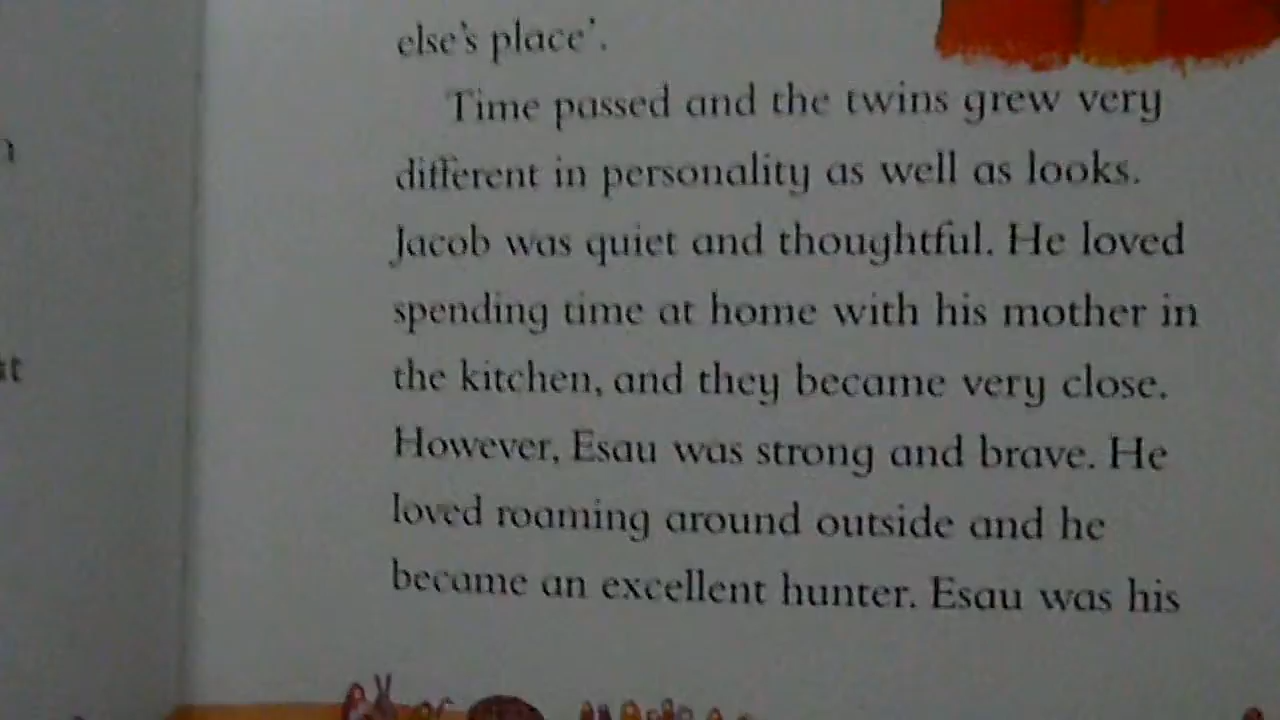 else's place'.
Time passed and the twins grew very
different in personality as well as looks.
Jacob was quiet and thoughtful. He loved
spending time at home with his mother in
the kitchen, and they became very close.
However, Esau was strong and brave. He
loved roaming around outside and he
became an excellent hunter. Esau was his